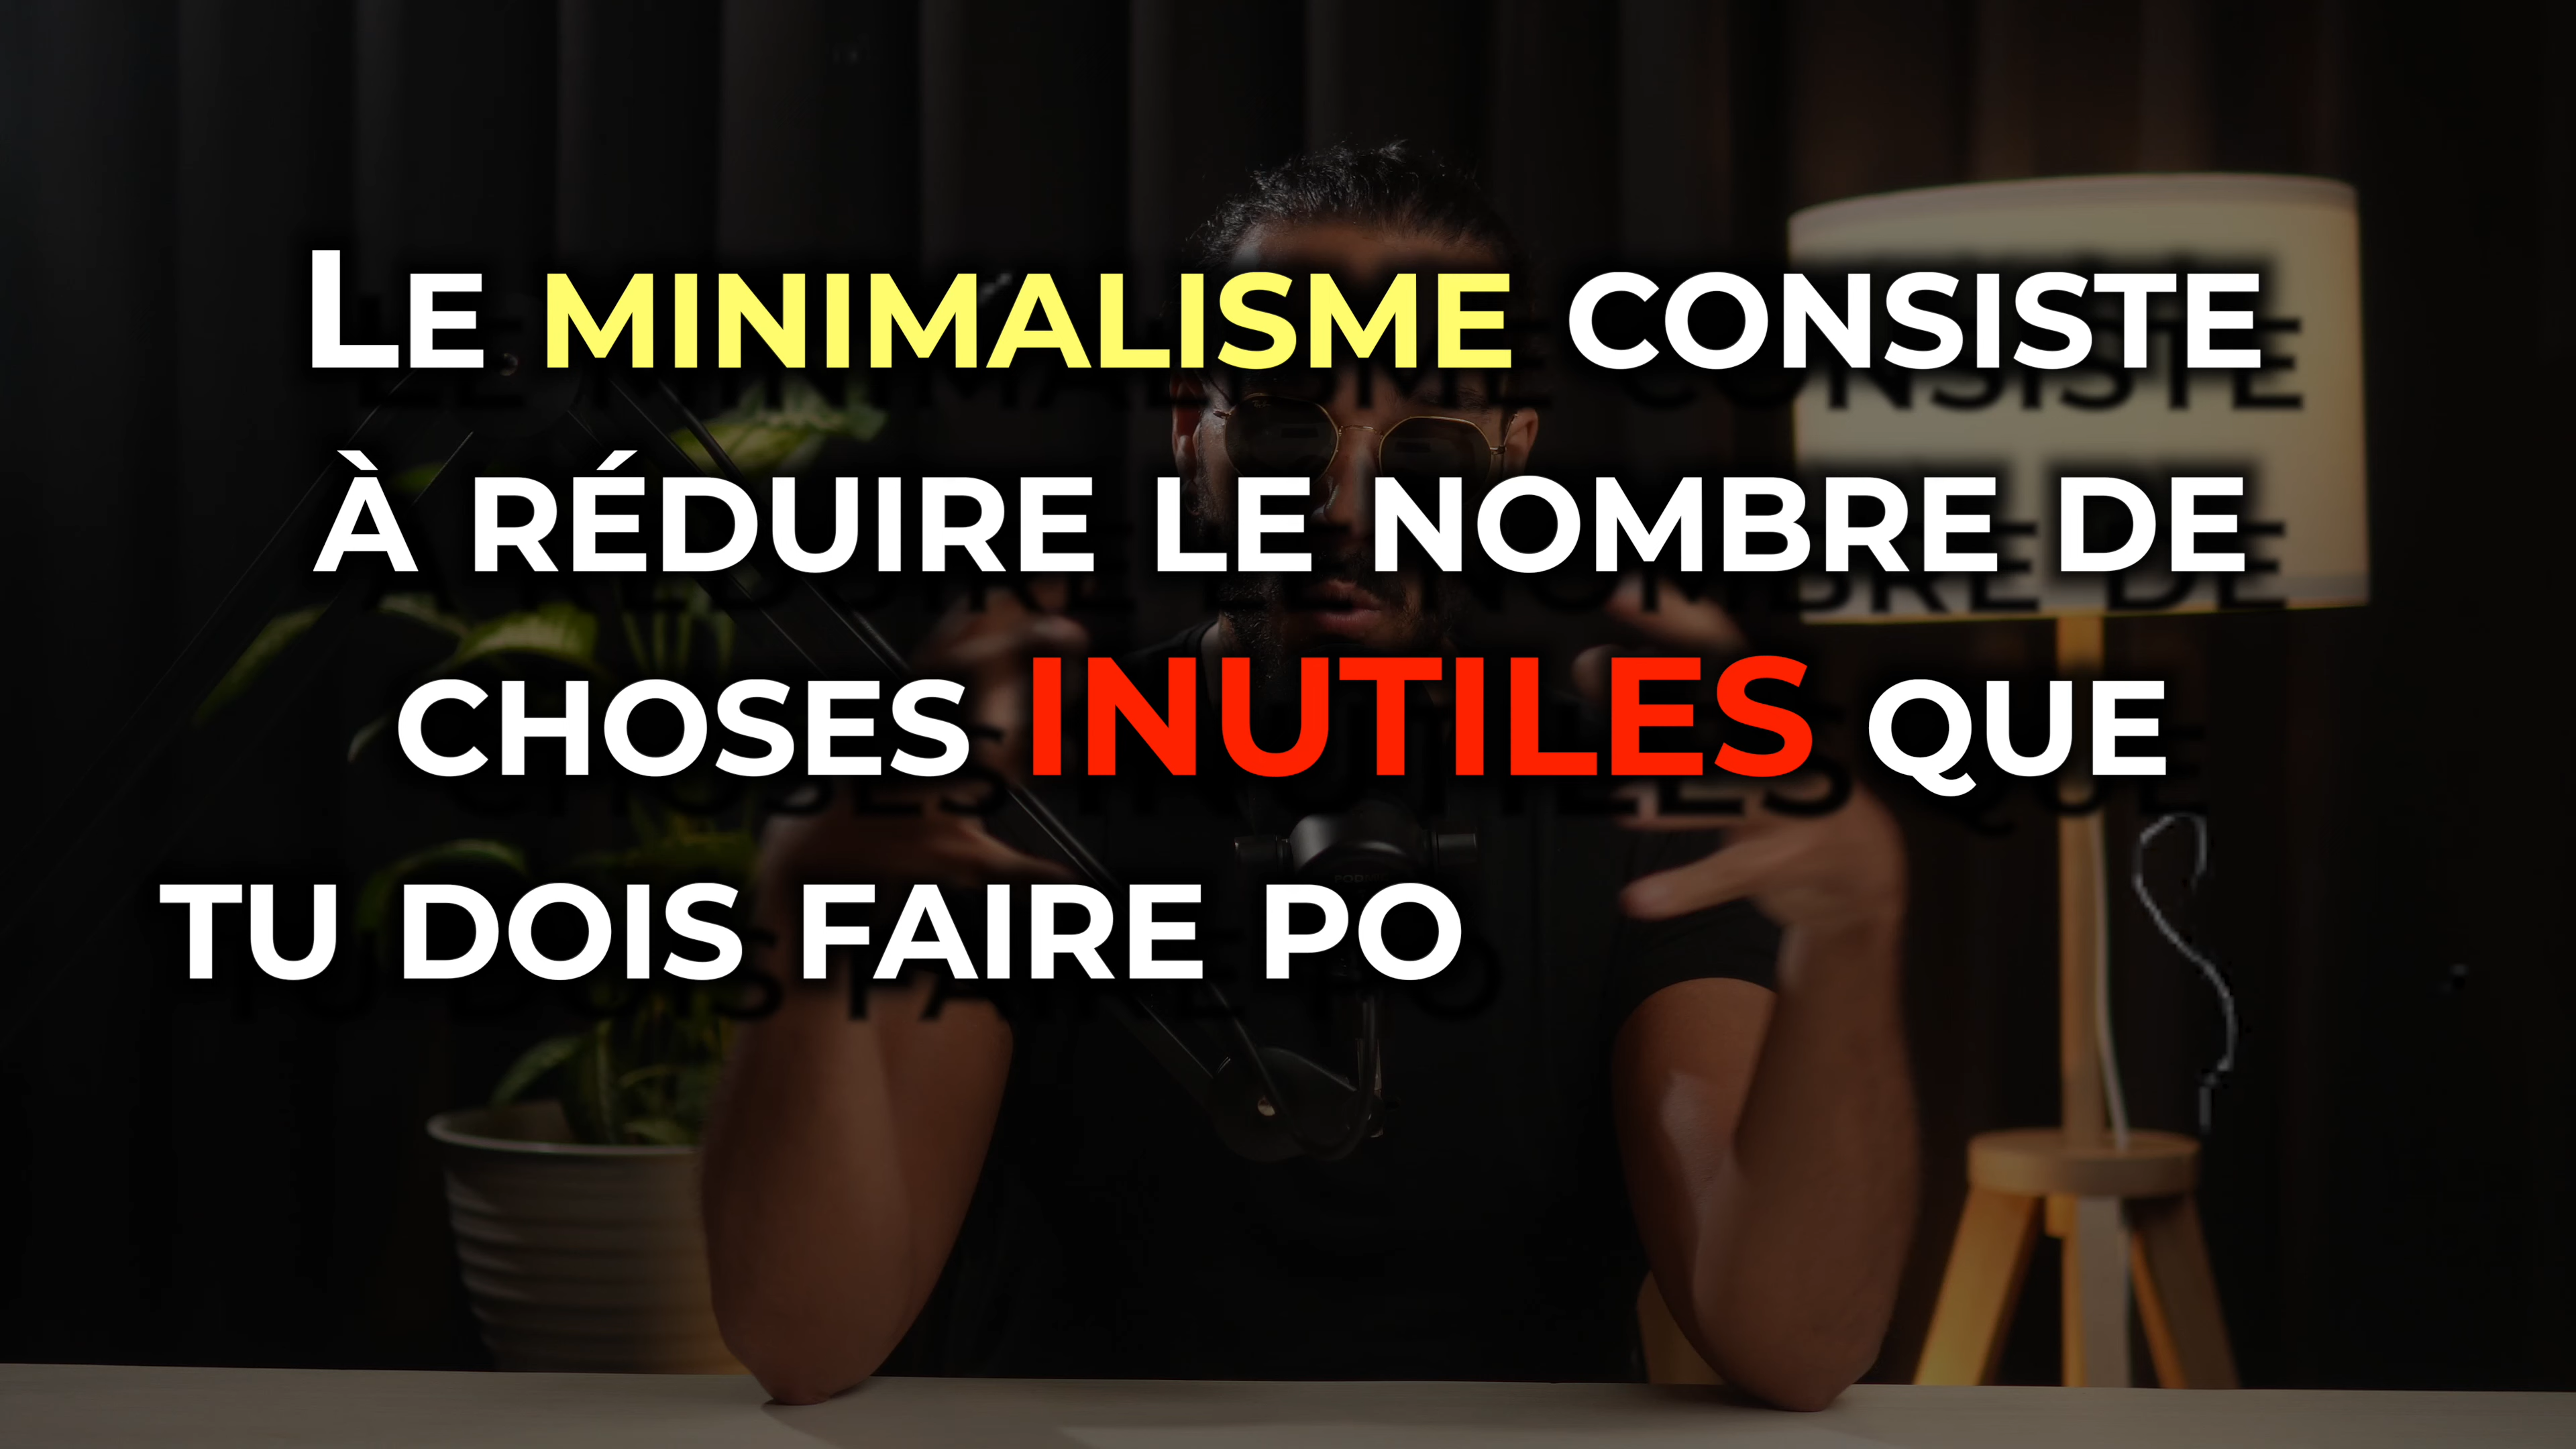 Le minimalisme consiste
à réduire le nombre de
choses INUTILES que
tu dois faire po